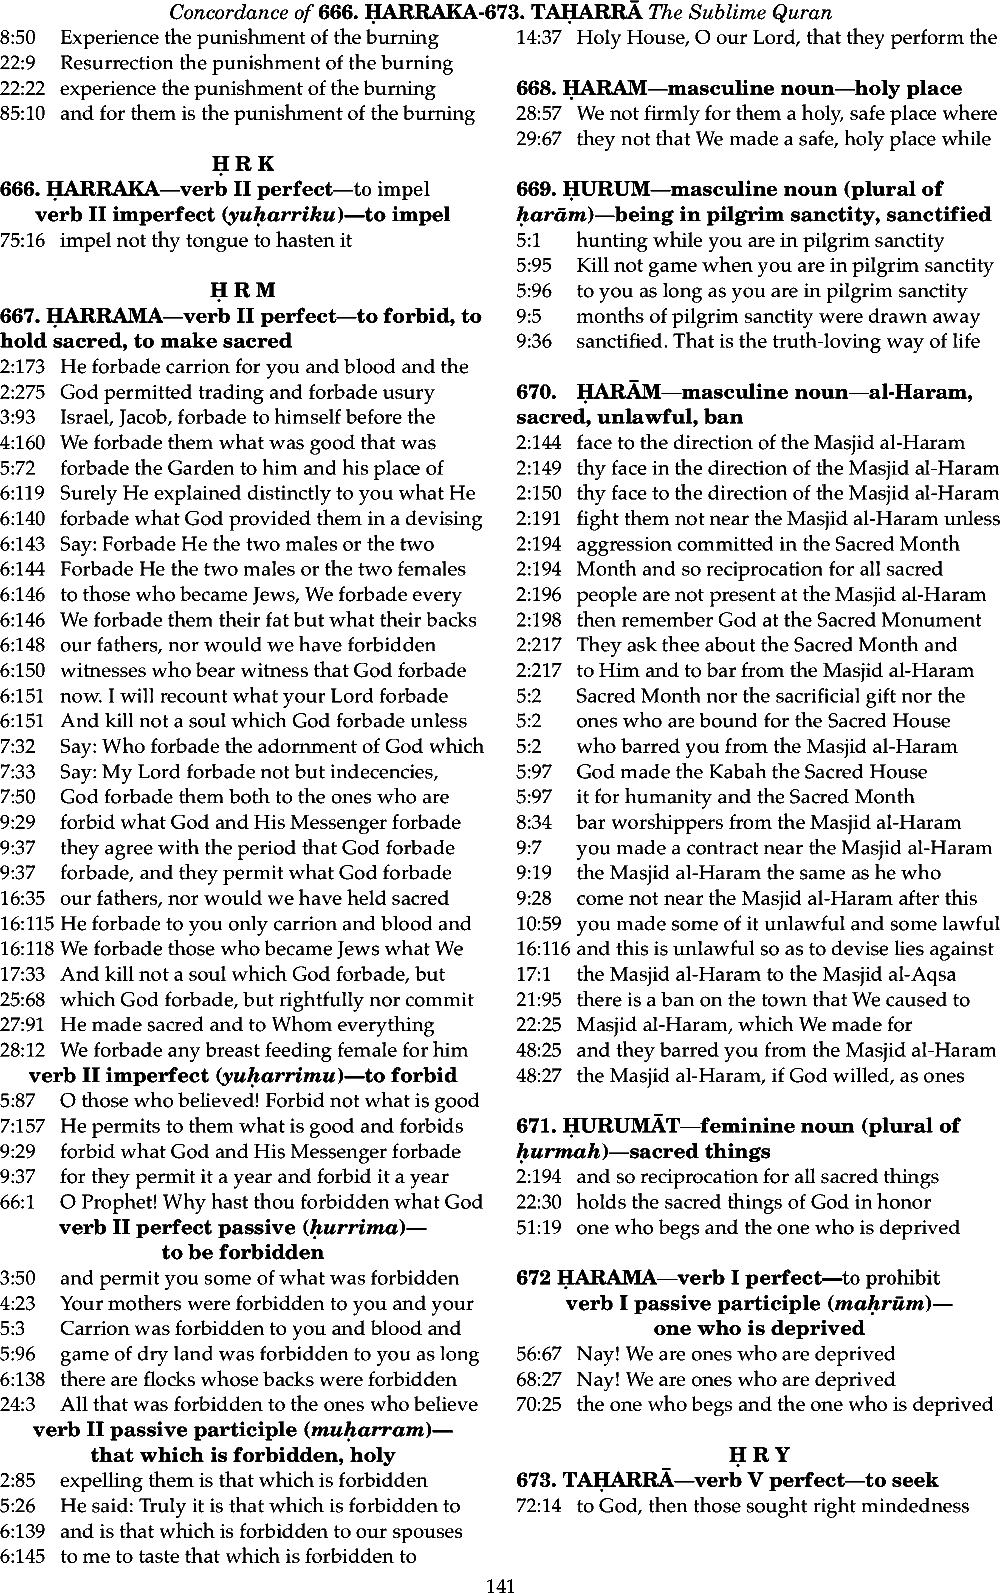 Concordance of 666. ḤARRAKA-673. TAḤARRĀ The Sublime Quran
8:50 Experience the punishment of the burning
22:9 Resurrection the punishment of the burning
22:22 experience the punishment of the burning
85:10 and for them is the punishment of the burning
Ḥ R K
666. ḤARRAKA—verb II perfect—to impel
verb II imperfect (yuḥarriku)—to impel
75:16 impel not thy tongue to hasten it
Ḥ R M
667. ḤARRAMA—verb II perfect—to forbid, to
hold sacred, to make sacred
2:173 He forbade carrion for you and blood and the
2:275 God permitted trading and forbade usury
3:93 Israel, Jacob, forbade to himself before the
4:160 We forbade them what was good that was
5:72 forbade the Garden to him and his place of
6:119 Surely He explained distinctly to you what He
6:140 forbade what God provided them in a devising
6:143 Say: Forbade He the two males or the two
6:144 Forbade He the two males or the two females
6:146 to those who became Jews, We forbade every
6:146 We forbade them their fat but what their backs
6:148 our fathers, nor would we have forbidden
6:150 witnesses who bear witness that God forbade
6:151 now. I will recount what your Lord forbade
6:151 And kill not a soul which God forbade unless
7:32 Say: Who forbade the adornment of God which
7:33 Say: My Lord forbade not but indecencies,
7:50 God forbade them both to the ones who are
9:29 forbid what God and His Messenger forbade
9:37 they agree with the period that God forbade
9:37 forbade, and they permit what God forbade
16:35 our fathers, nor would we have held sacred
16:115 He forbade to you only carrion and blood and
16:118 We forbade those who became Jews what We
17:33 And kill not a soul which God forbade, but
25:68 which God forbade, but rightfully nor commit
27:91 He made sacred and to Whom everything
28:12 We forbade any breast feeding female for him
verb II imperfect (yuḥarrimu)—to forbid
5:87 O those who believed! Forbid not what is good
7:157 He permits to them what is good and forbids
9:29 forbid what God and His Messenger forbade
9:37 for they permit it a year and forbid it a year
66:1 O Prophet! Why hast thou forbidden what God
verb II perfect passive (ḥurrima)—
to be forbidden
3:50 and permit you some of what was forbidden
4:23 Your mothers were forbidden to you and your
5:3 Carrion was forbidden to you and blood and
5:96 game of dry land was forbidden to you as long
6:138 there are flocks whose backs were forbidden
24:3 All that was forbidden to the ones who believe
verb II passive participle (muḥarram)—
that which is forbidden, holy
2:85 expelling them is that which is forbidden
5:26 He said: Truly it is that which is forbidden to
6:139 and is that which is forbidden to our spouses
6:145 to me to taste that which is forbidden to
14:37 Holy House, O our Lord, that they perform the
668. ḤARAM—masculine noun—holy place
28:57 We not firmly for them a holy, safe place where
29:67 they not that We made a safe, holy place while
669. ḤURUM—masculine noun (plural of
ḥarām)—being in pilgrim sanctity, sanctified
5:1 hunting while you are in pilgrim sanctity
5:95 Kill not game when you are in pilgrim sanctity
5:96 to you as long as you are in pilgrim sanctity
9:5 months of pilgrim sanctity were drawn away
9:36 sanctified. That is the truth-loving way of life
670. ḤARĀM—masculine noun—al-Haram,
sacred, unlawful, ban
2:144 face to the direction of the Masjid al-Haram
2:149 thy face in the direction of the Masjid al-Haram
2:150 thy face to the direction of the Masjid al-Haram
2:191 fight them not near the Masjid al-Haram unless
2:194 aggression committed in the Sacred Month
2:194 Month and so reciprocation for all sacred
2:196 people are not present at the Masjid al-Haram
2:198 then remember God at the Sacred Monument
2:217 They ask thee about the Sacred Month and
2:217 to Him and to bar from the Masjid al-Haram
5:2 Sacred Month nor the sacrificial gift nor the
5:2 ones who are bound for the Sacred House
5:2 who barred you from the Masjid al-Haram
5:97 God made the Kabah the Sacred House
5:97 it for humanity and the Sacred Month
8:34 bar worshippers from the Masjid al-Haram
9:7 you made a contract near the Masjid al-Haram
9:19 the Masjid al-Haram the same as he who
9:28 come not near the Masjid al-Haram after this
10:59 you made some of it unlawful and some lawful
16:116 and this is unlawful so as to devise lies against
17:1 the Masjid al-Haram to the Masjid al-Aqsa
21:95 there is a ban on the town that We caused to
22:25 Masjid al-Haram, which We made for
48:25 and they barred you from the Masjid al-Haram
48:27 the Masjid al-Haram, if God willed, as ones
671. ḤURUMĀT—feminine noun (plural of
ḥurmah)—sacred things
2:194 and so reciprocation for all sacred things
22:30 holds the sacred things of God in honor
51:19 one who begs and the one who is deprived
672 ḤARAMA—verb I perfect—to prohibit
verb I passive participle (maḥrūm)—
one who is deprived
56:67 Nay! We are ones who are deprived
68:27 Nay! We are ones who are deprived
70:25 the one who begs and the one who is deprived
Ḥ R Y
673. TAḤARRĀ—verb V perfect—to seek
72:14 to God, then those sought right mindedness
141